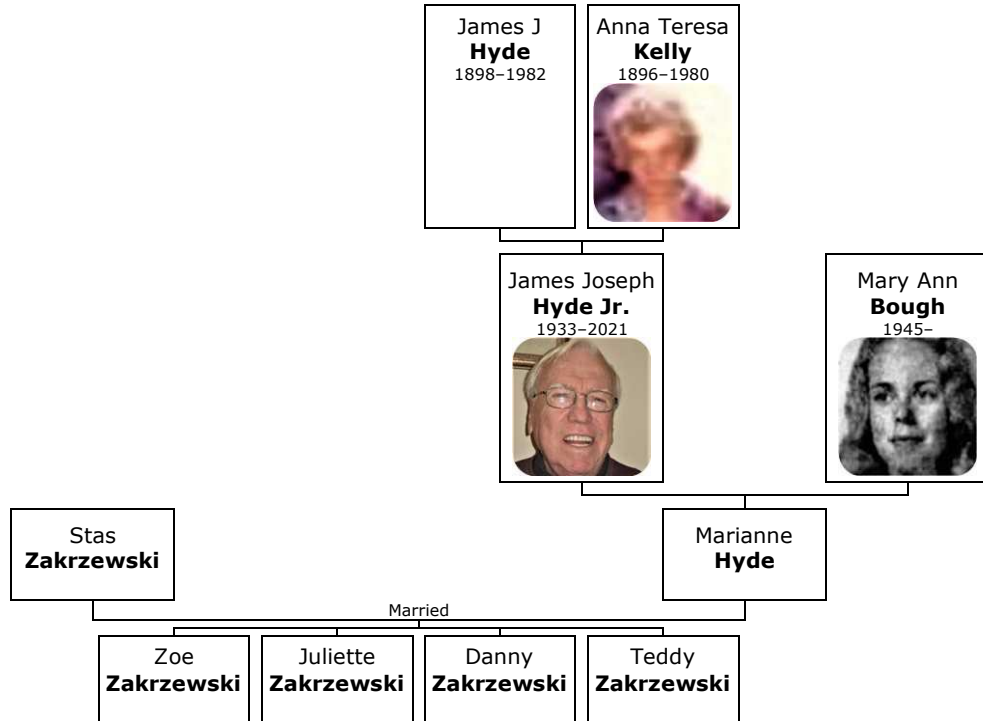 James J
Hyde
1898–1982
Anna Teresa
Kelly
1896–1980
James Joseph
Hyde Jr.
1933–2021
Mary Ann
Bough
1945–
Stas
Zakrzewski
Marianne
Hyde
Married
Zoe
Zakrzewski
Juliette
Zakrzewski
Danny
Zakrzewski
Teddy
Zakrzewski